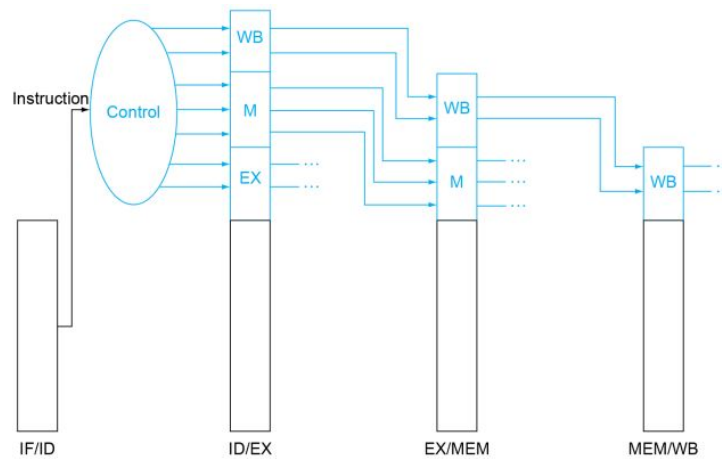 WB
Instruction
Control
M
WB
EX
...
...
M
...
WB
...
...
...
IF/ID
ID/EX
EX/MEM
MEM/WB